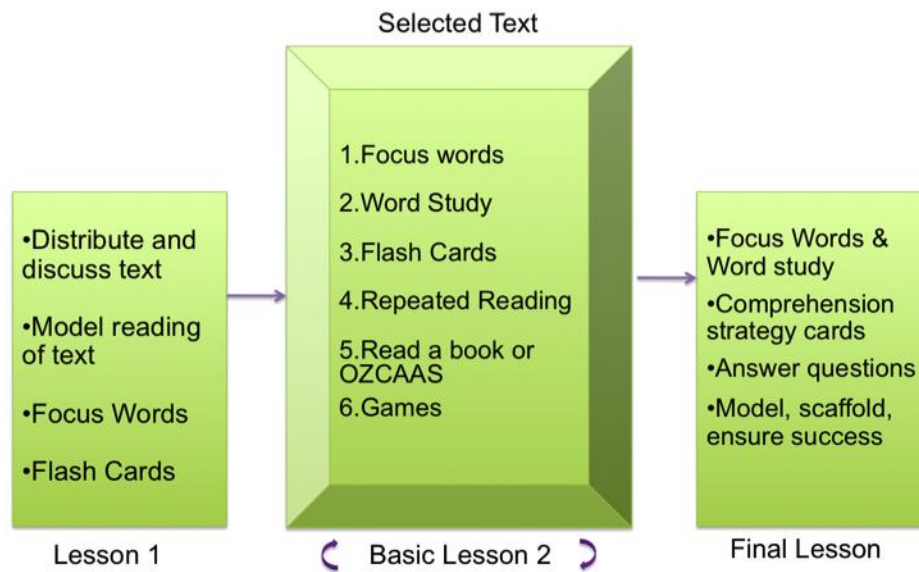 Selected Text
•Distribute and
discuss text
•Model reading
of text
•Focus Words
•Flash Cards
Lesson 1
1.Focus words
2.Word Study
3.Flash Cards
4.Repeated Reading
5.Read a book or
OZCAAS
6.Games
Basic Lesson 2
•Focus Words &
Word study
•Comprehension
strategy cards
•Answer questions
•Model, scaffold,
ensure success
Final Lesson